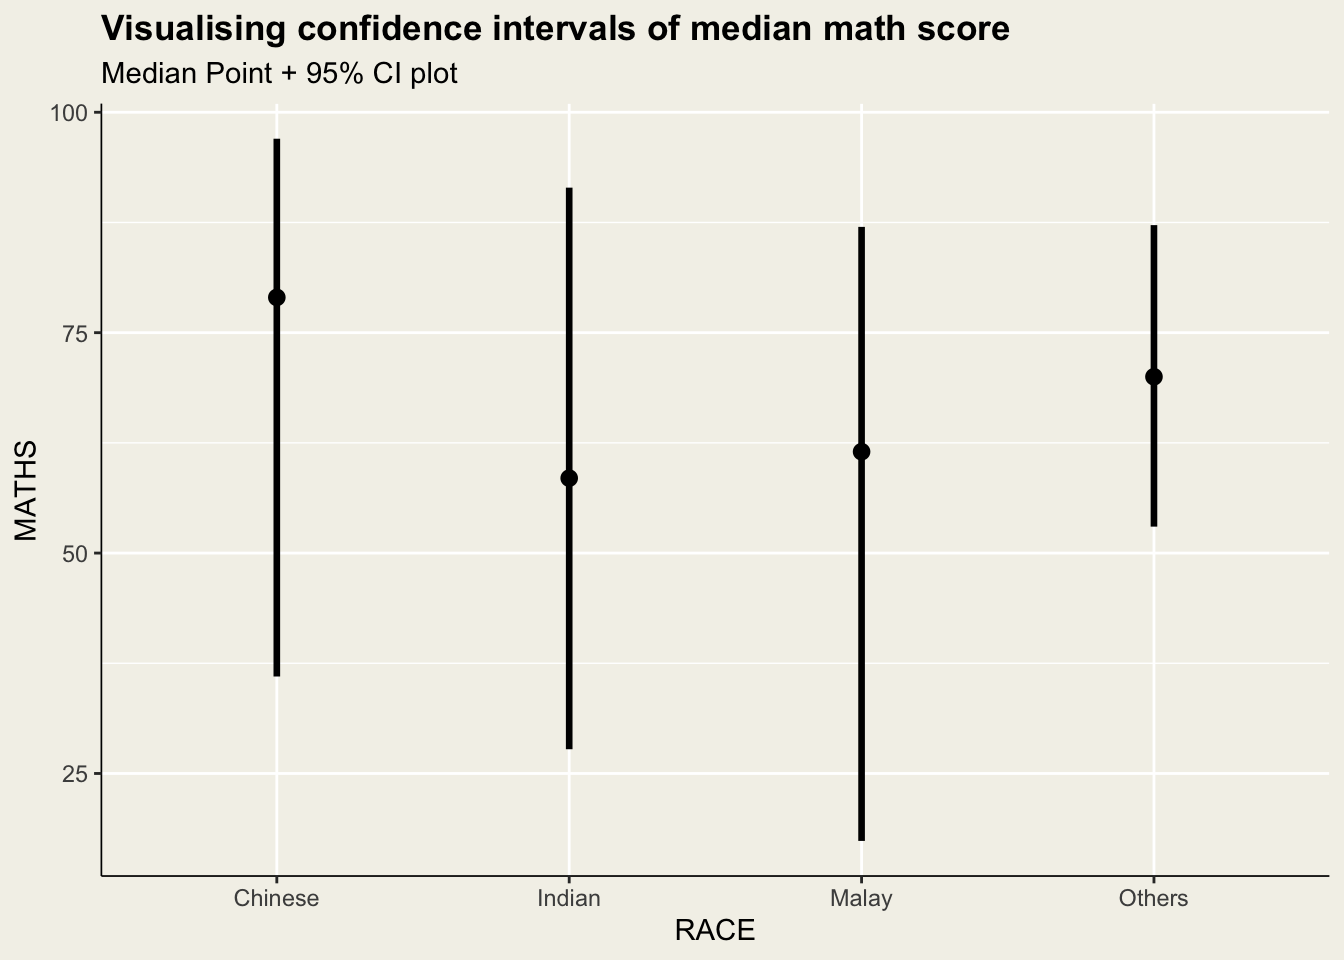 Visualising confidence intervals of median math score
Median Point + 95% CI plot
100
75
50
25
MATHS
Chinese
Indian
Malay
Others
RACE